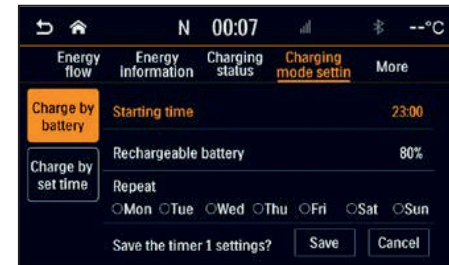 N 00:07 --°C
Energy flow
Energy Information
Charging status
Charging mode settin
More
Charge by battery
Charge by set time
Starting time 23:00
Rechargeable battery 80%
Repeat
Mon Tue Wed Thu Fri Sat Sun
Save the timer 1 settings? Save Cancel